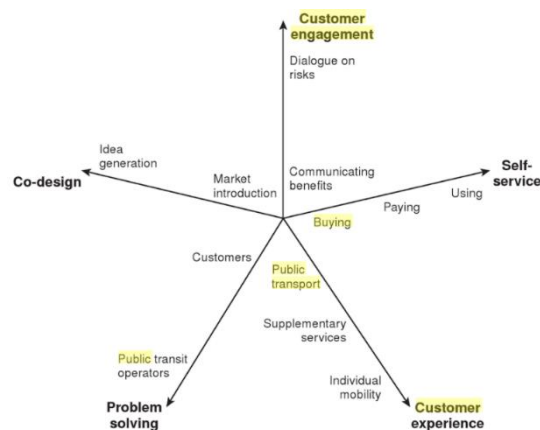 Customer
engagement
Dialogue on
risks
Idea
generation
Co-design
Market
introduction
Communicating
benefits
Self-
service
Using
Paying
Buying
Customers
Public
transport
Supplementary
services
Public transit
operators
Individual
mobility
Problem
solving
Customer
experience